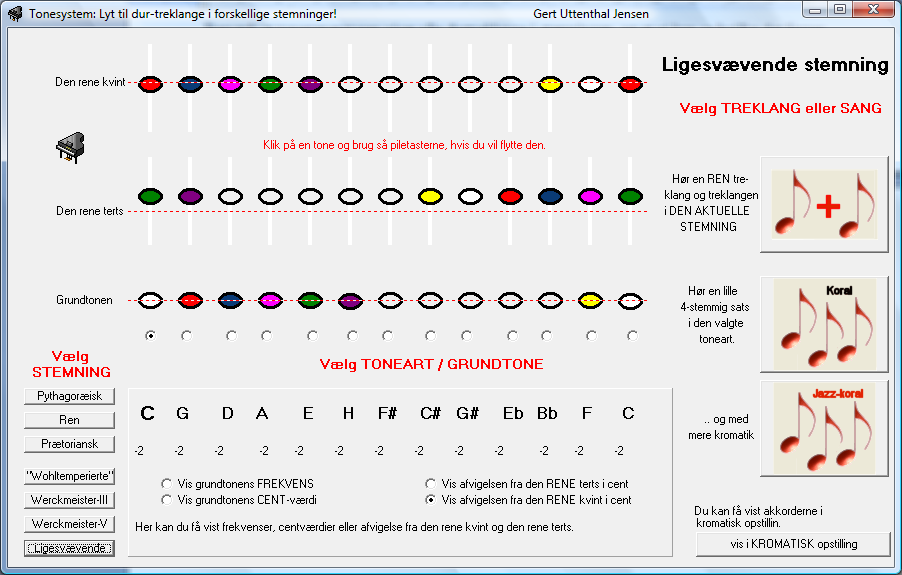 Tonesystem: Lyt til dur-treklange i forskellige stemninger! Gert Uttenthal Jensen
Ligesvævende stemning
Den rene kvint
Vælg TREKLANG eller SANG
Klik på en tone og brug så piletasterne, hvis du vil flytte den.
Hør en REN tre-
klang og treklangen
i DEN AKTUELLE
STEMNING
Den rene terts
Grundtonen
Hør en lille
4-stemmig sats
i den valgte
toneart.
Koral
Vælg
STEMNING
Vælg TONEART / GRUNDTONE
Pythagoræisk
Ren
Prætoriansk
"Wohltemperierte"
Werckmeister-III
Werckmeister-V
Ligesvævende
C G D A E H F# C# G# Eb Bb F C
-2 -2 -2 -2 -2 -2 -2 -2 -2 -2 -2 -2 -2
Vis grundtonens FREKVENS
Vis grundtonens CENT-værdi
Vis afvigelsen fra den RENE terts i cent
Vis afvigelsen fra den RENE kvint i cent
Her kan du få vist frekvenser, centværdier eller afvigelse fra den rene kvint og den rene terts.
Jazz-koral
.. og med
mere kromatik
Du kan få vist akkorderne i
kromatisk opstillin.
vis i KROMATISK opstilling